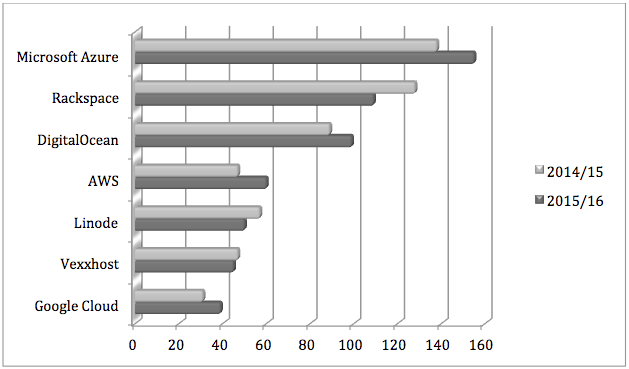 Microsoft Azure
Rackspace
DigitalOcean
AWS
Linode
Vexxhost
Google Cloud
0 20 40 60 80 100 120 140 160
2014/15
2015/16